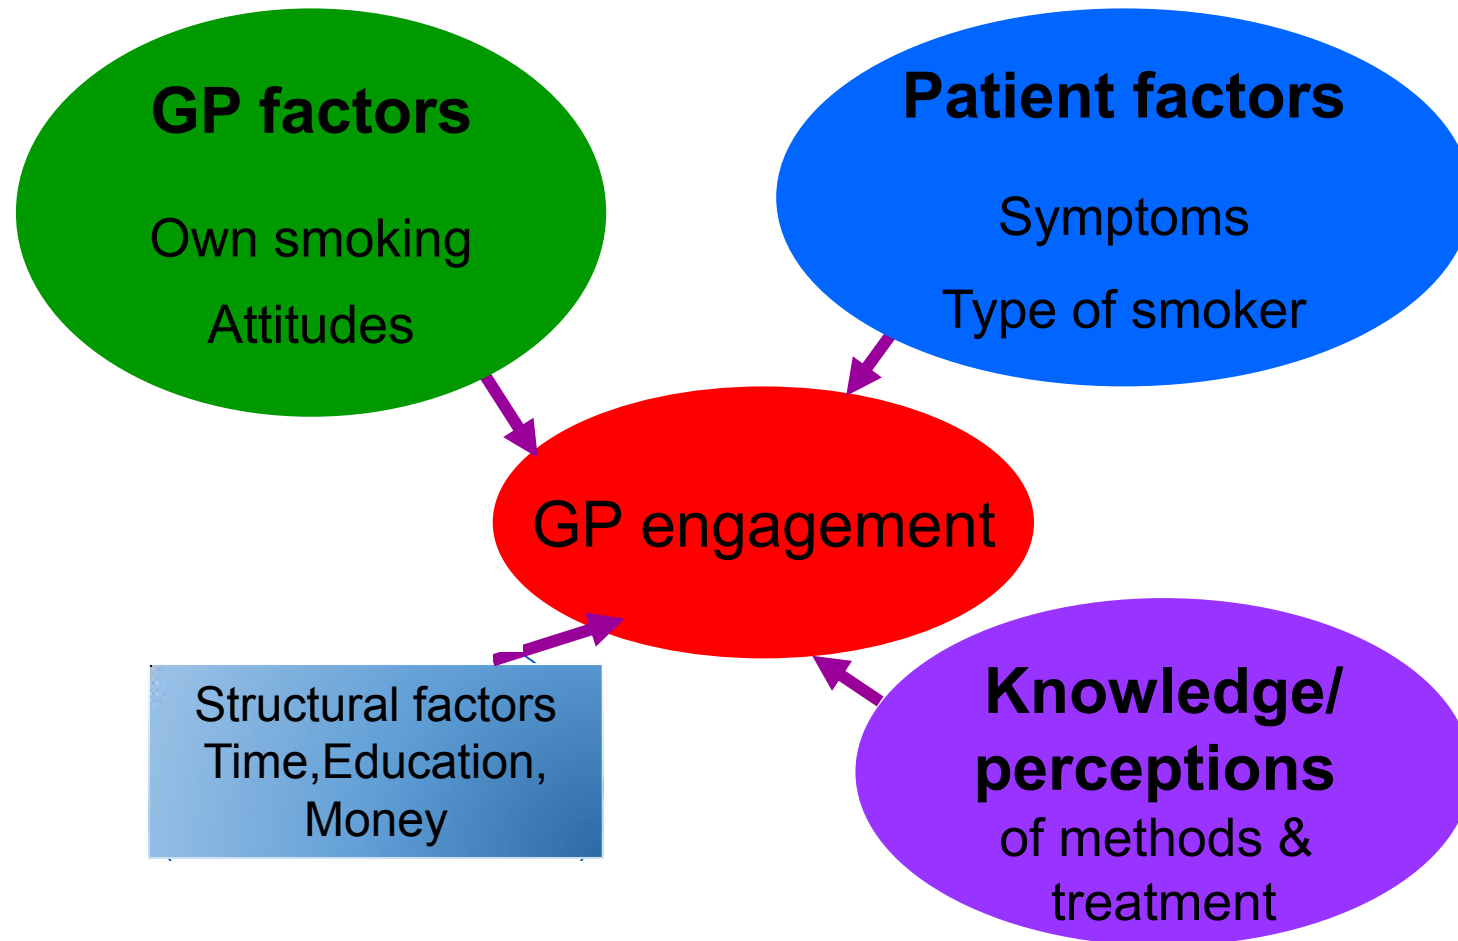 GP factors
Own smoking
Attitudes
Patient factors
Symptoms
Type of smoker
GP engagement
Structural factors
Time,Education,
Money
Knowledge/
perceptions
of methods &
treatment